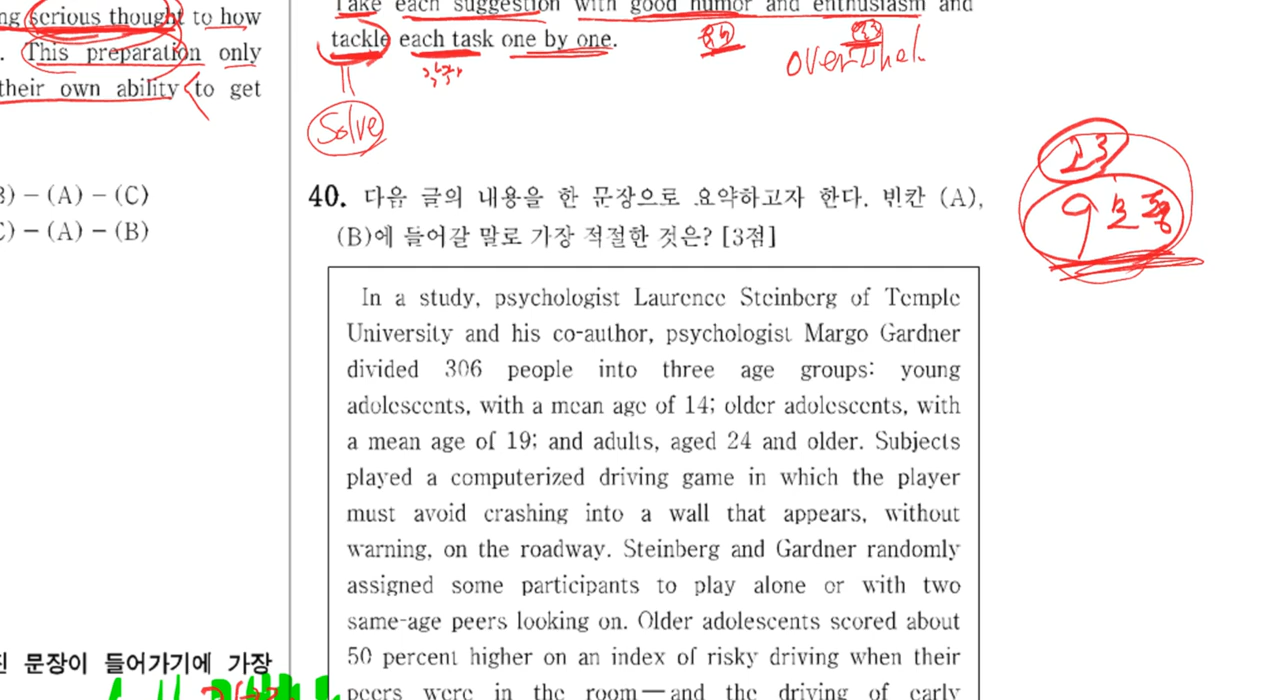 ng serious thought to how
. This preparation only
their own ability to get
B) – (A) – (C)
C) – (A) – (B)
진 문장이 들어가기에 가장
Take each suggestion with good humor and enthusiasm and
tackle each task one by one.
Solve
40. 다음 글의 내용을 한 문장으로 요약하고자 한다. 빈칸 (A),
(B)에 들어갈 말로 가장 적절한 것은? [3점]
In a study, psychologist Laurence Steinberg of Temple
University and his co-author, psychologist Margo Gardner
divided 306 people into three age groups: young
adolescents, with a mean age of 14; older adolescents, with
a mean age of 19; and adults, aged 24 and older. Subjects
played a computerized driving game in which the player
must avoid crashing into a wall that appears, without
warning, on the roadway. Steinberg and Gardner randomly
assigned some participants to play alone or with two
same-age peers looking on. Older adolescents scored about
50 percent higher on an index of risky driving when their
peers were in the room — and the driving of early
23
9모